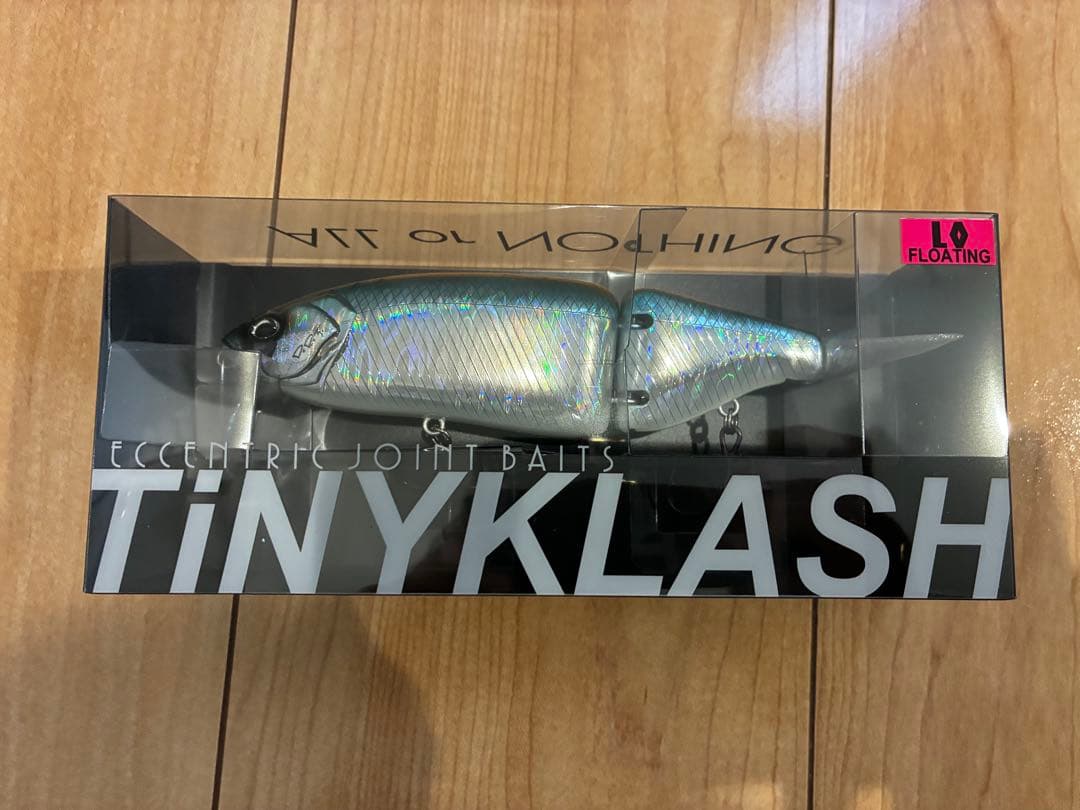 ALL or NOTHING
LO
FLOATING
ECCENTRIC JOINT BAITS
TiNYKLASH